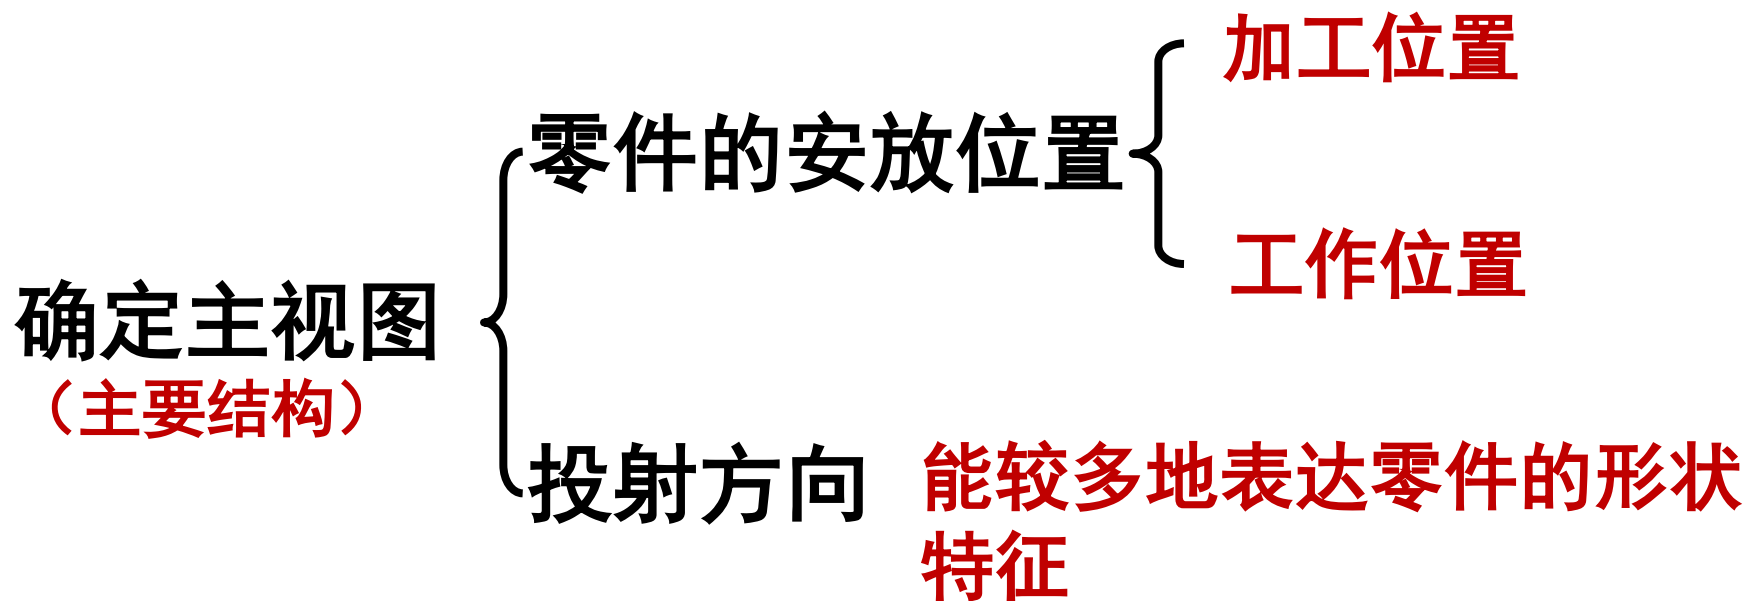 加工位置
零件的安放位置
工作位置
确定主视图
（主要结构）
投射方向
能较多地表达零件的形状
特征